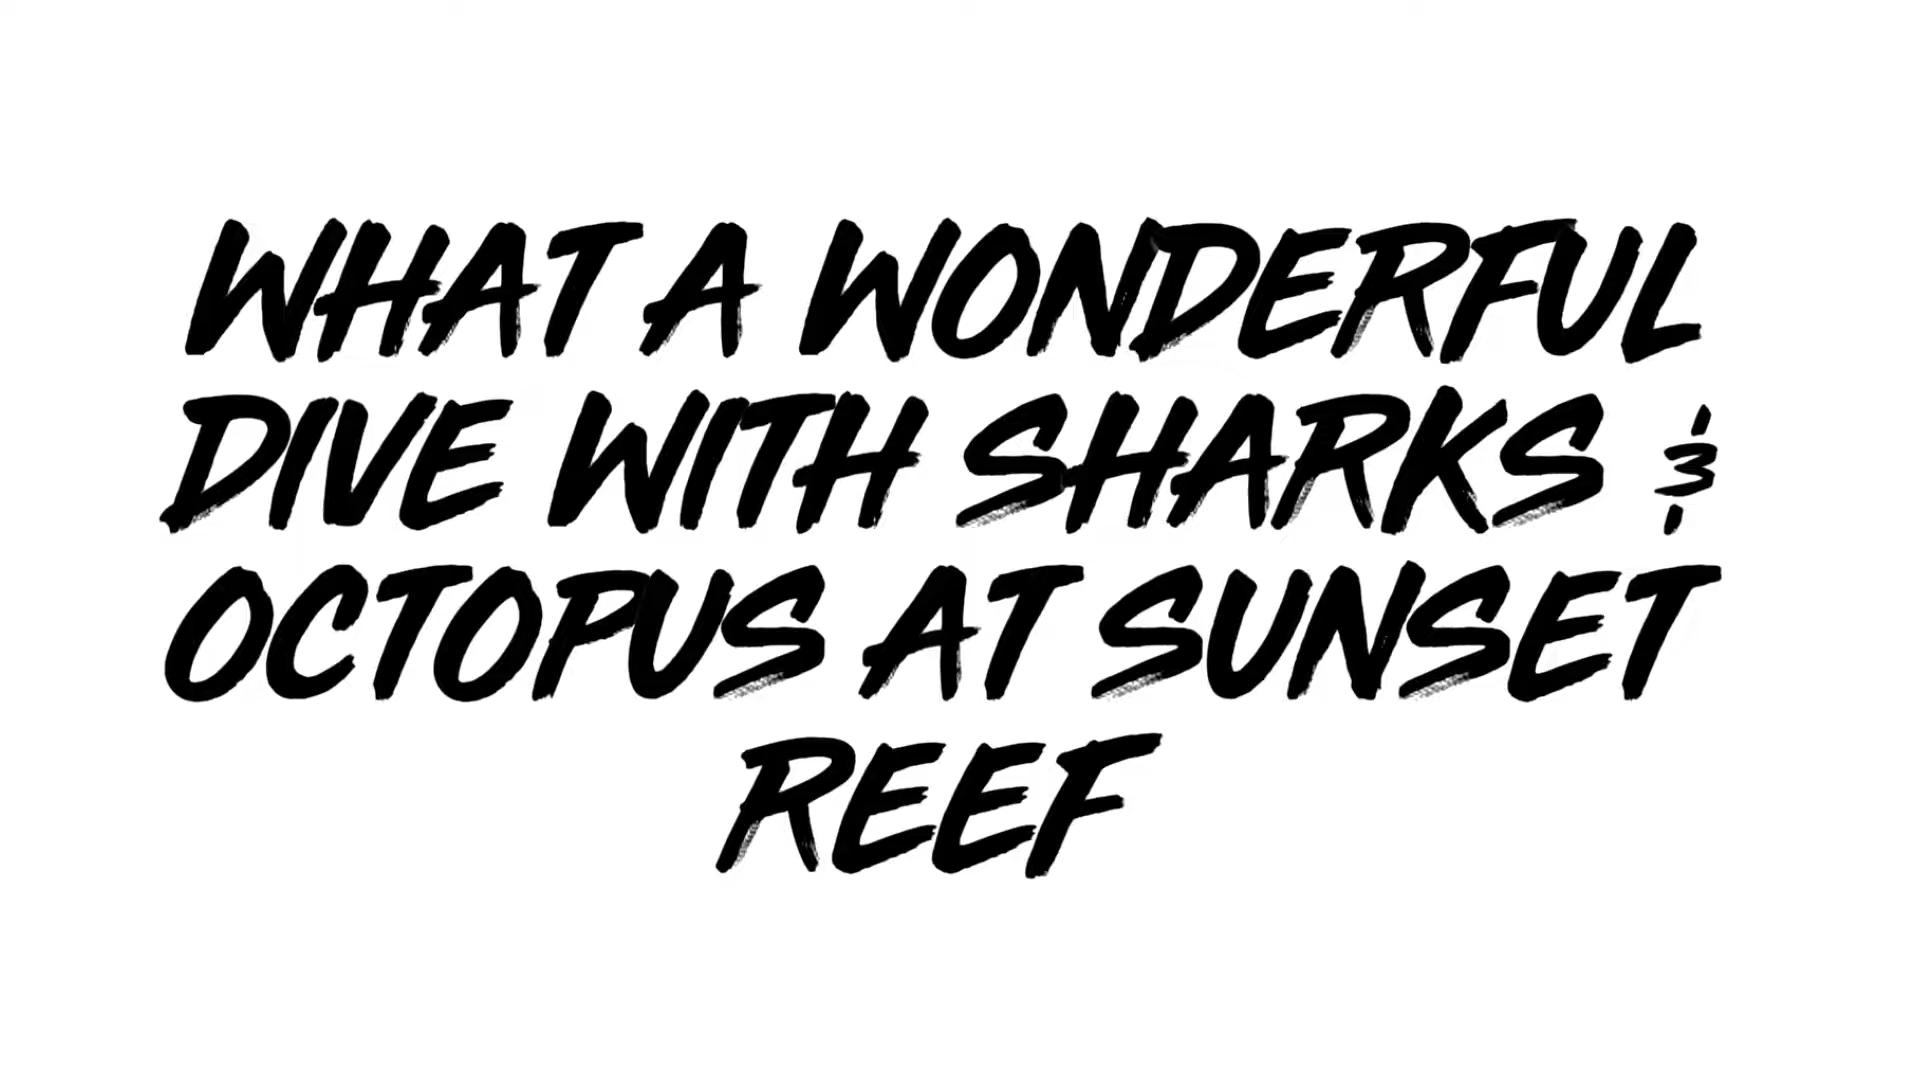 WHAT A WONDERFUL
DIVE WITH SHARKS &
OCTOPUS AT SUNSET
REEF